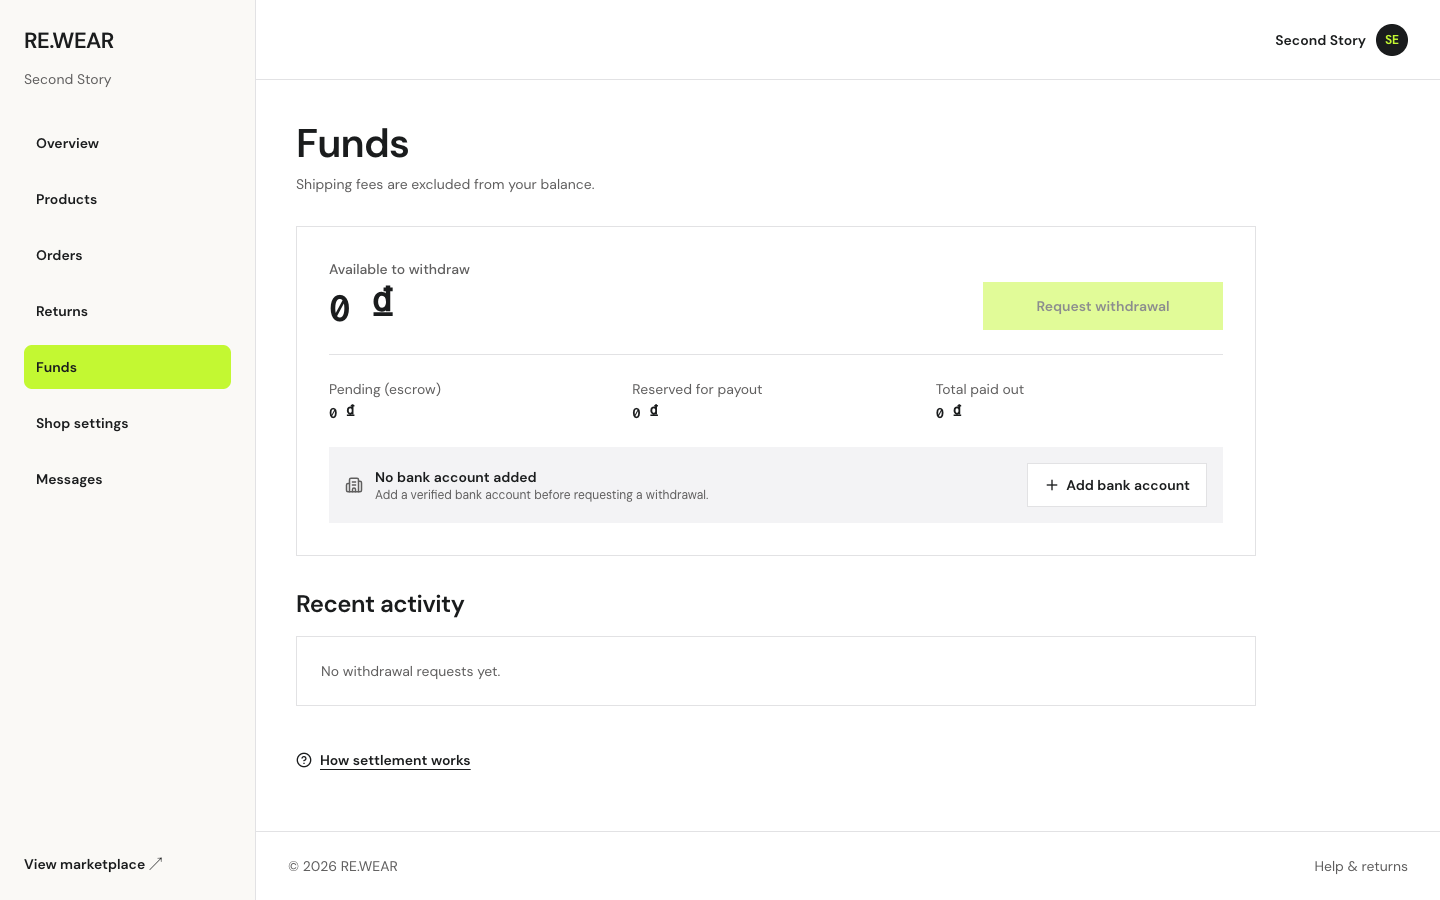 RE.WEAR
Second Story
Overview
Products
Orders
Returns
Funds
Shop settings
Messages
View marketplace
Second Story SE
Funds
Shipping fees are excluded from your balance.
Available to withdraw
0 ₫
Request withdrawal
Pending (escrow) Reserved for payout Total paid out
0 ₫ 0 ₫ 0 ₫
No bank account added
Add a verified bank account before requesting a withdrawal.
Add bank account
Recent activity
No withdrawal requests yet.
How settlement works
© 2026 RE.WEAR Help & returns